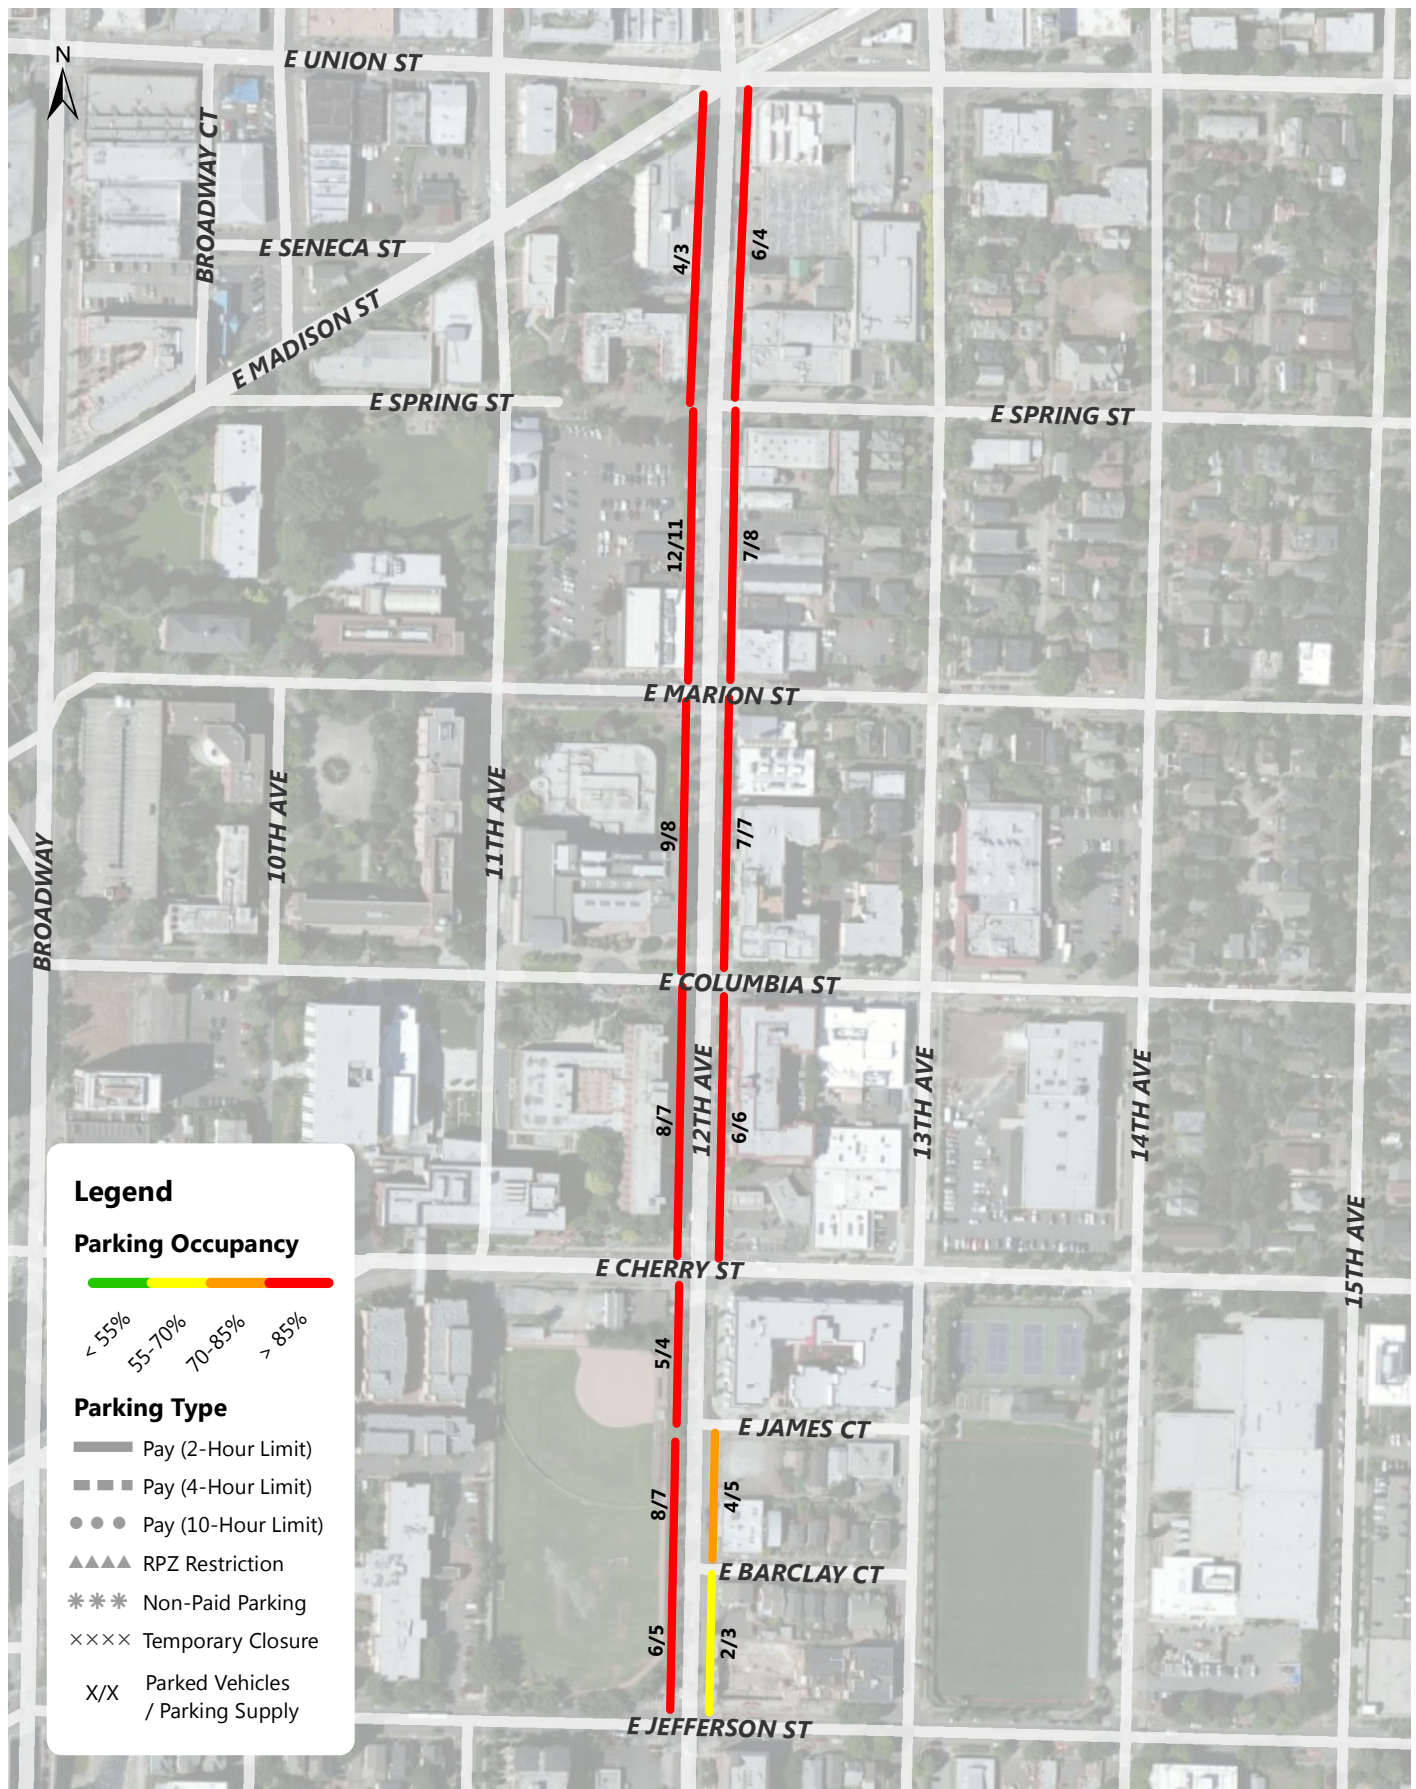 E UNION ST
N
BROADWAY CT
E SENECA ST
4/3
6/4
E MADISON ST
E SPRING ST
E SPRING ST
12/11
7/8
E MARION ST
10TH AVE
11TH AVE
9/8
7/7
BROADWAY
E COLUMBIA ST
8/7
12TH AVE
6/6
13TH AVE
14TH AVE
15TH AVE
E CHERRY ST
5/4
E JAMES CT
8/7
4/5
E BARCLAY CT
6/5
2/3
E JEFFERSON ST
Legend
Parking Occupancy
< 55%
55-70%
70-85%
> 85%
Parking Type
Pay (2-Hour Limit)
Pay (4-Hour Limit)
Pay (10-Hour Limit)
RPZ Restriction
Non-Paid Parking
Temporary Closure
X/X Parked Vehicles
/ Parking Supply